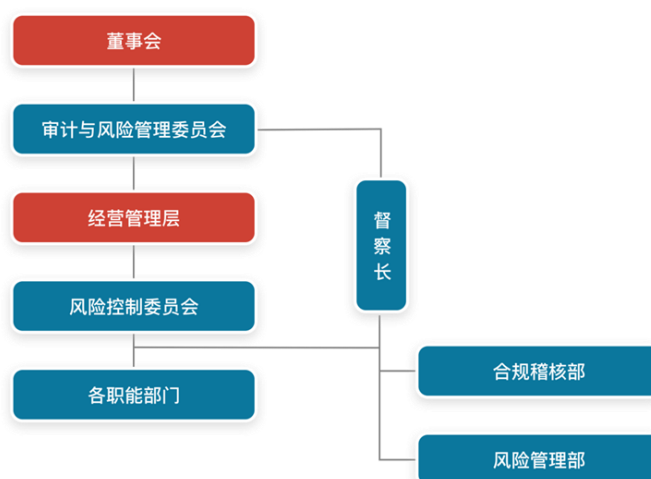 董事会
审计与风险管理委员会
经营管理层
督察长
风险控制委员会
合规稽核部
各职能部门
风险管理部